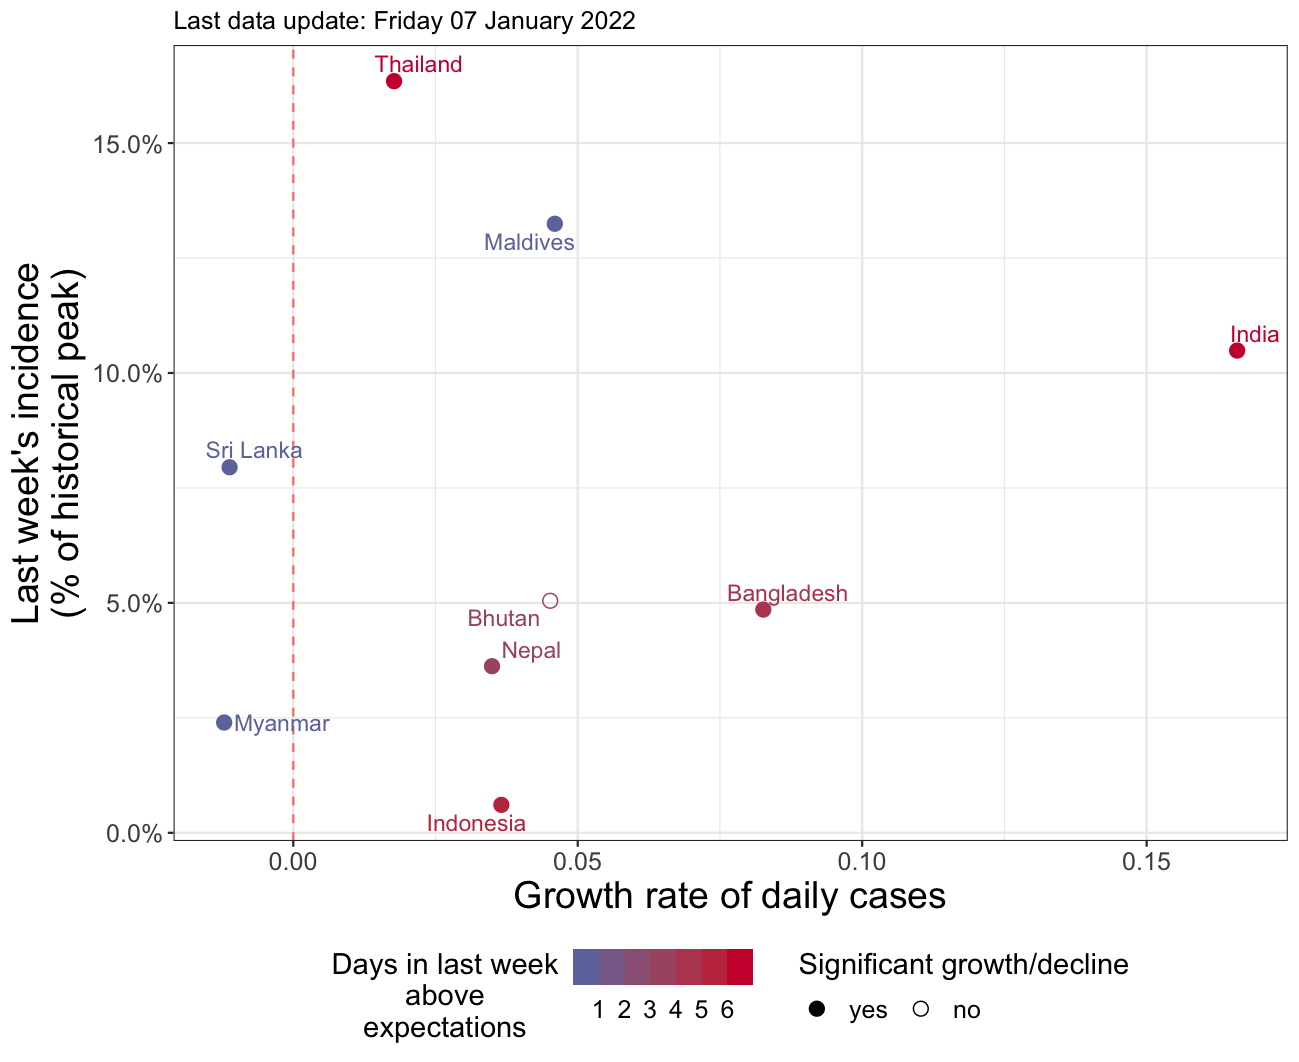 Last data update: Friday 07 January 2022
Thailand
15.0%
Maldives
India
10.0%
Sri Lanka
Last week's incidence
(% of historical peak)
Bangladesh
5.0%
Bhutan
Nepal
Myanmar
Indonesia
0.0%
0.00 0.05 0.10 0.15
Growth rate of daily cases
Days in last week
above
expectations
1 2 3 4 5 6
Significant growth/decline
yes no